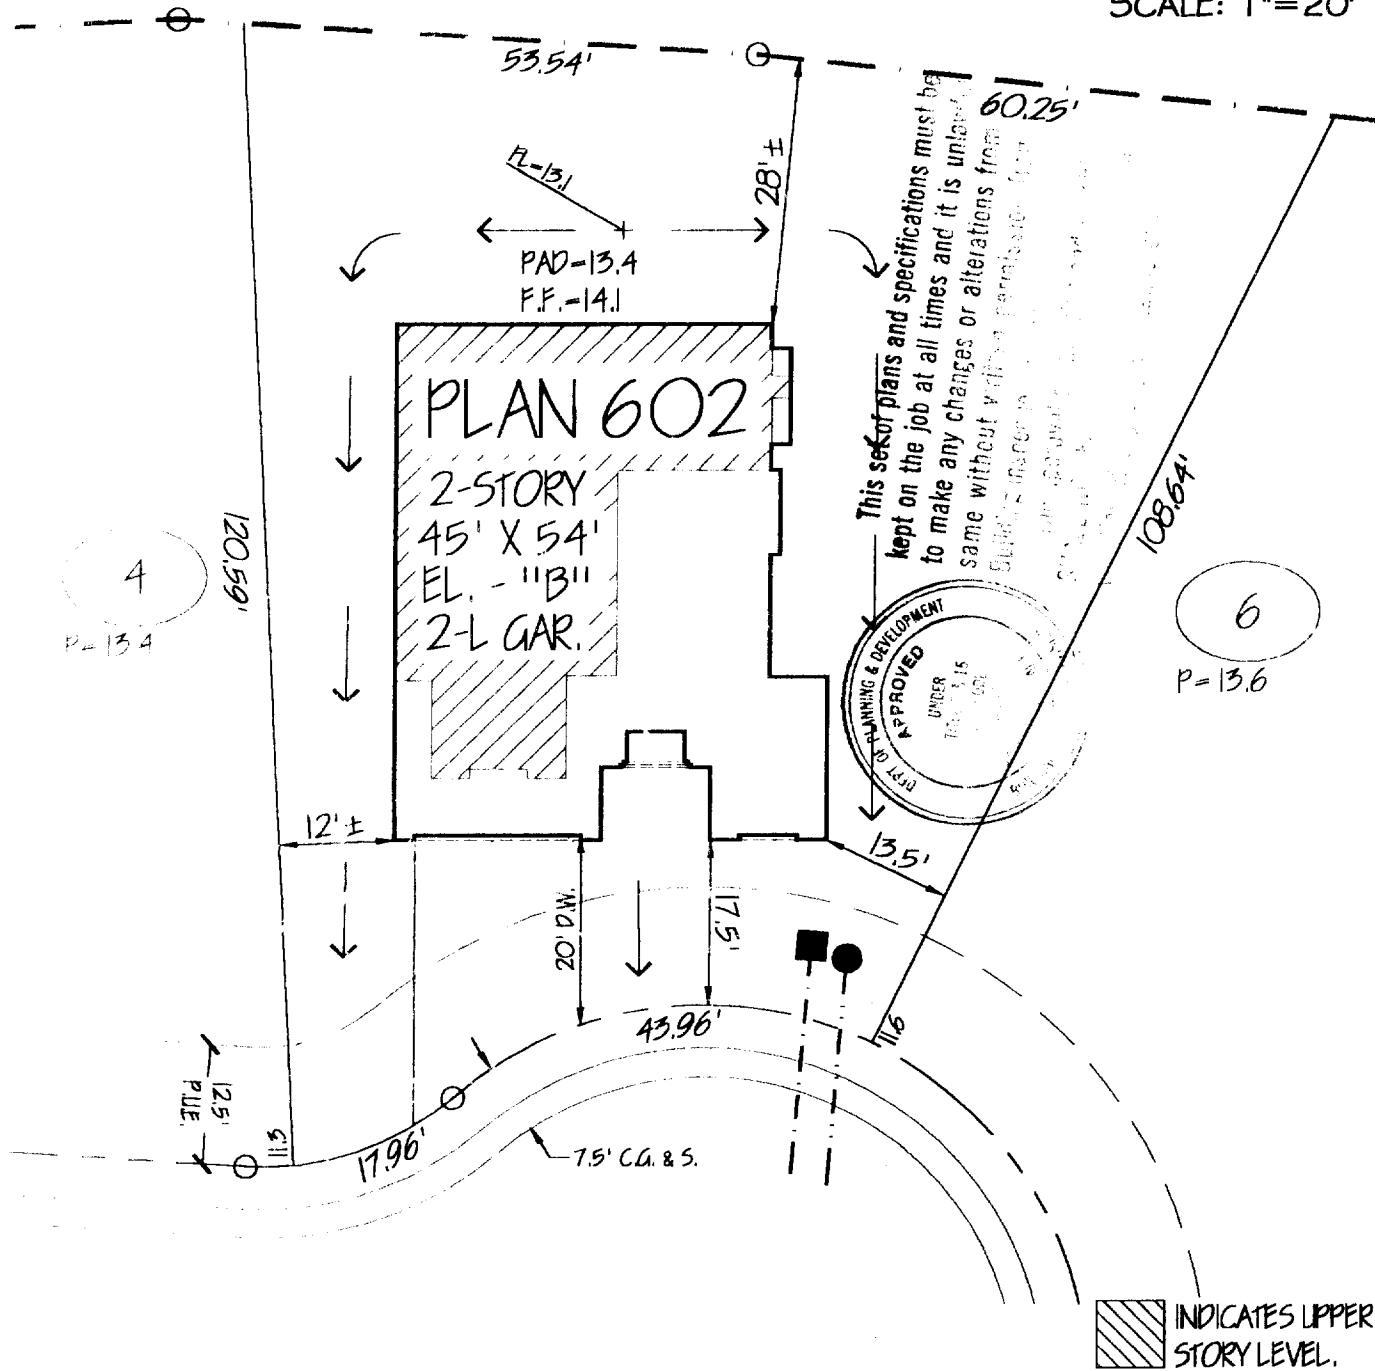 SCALE: 1"=20'
53.54'
60.25'
28' ±
FL=13.1
PAD=13.4
F.F.=14.1
PLAN 602
2-STORY
45' X 54'
EL. - "B"
2-L GAR.
120.59'
108.64'
4
P=13.4
6
P=13.6
This set of plans and specifications must be
kept on the job at all times and it is
to make any changes or alterations from
same without
DEPT OF PLANNING & DEVELOPMENT
APPROVED
UNDER
12' ±
13.5'
20' W.O.
17.5'
43.96'
11.6
12.5'
P.U.E.
11.3
17.96'
7.5' C.G. & S.
INDICATES UPPER
STORY LEVEL.